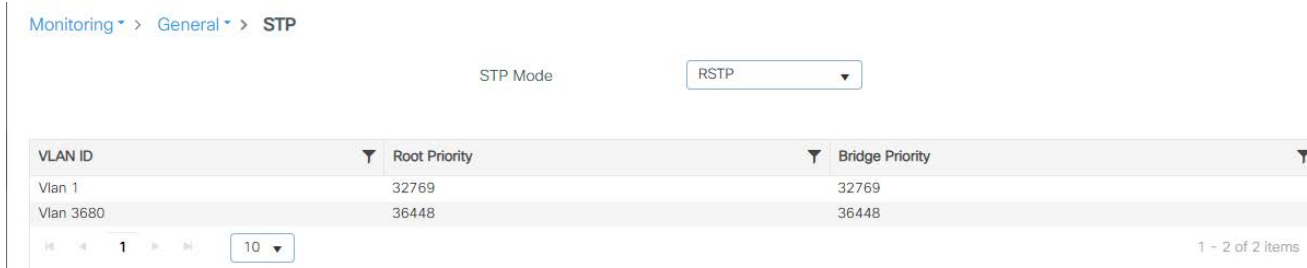 Monitoring > General > STP
STP Mode RSTP
VLAN ID Root Priority Bridge Priority
Vlan 1 32769 32769
Vlan 3680 36448 36448
1 10 1 - 2 of 2 items